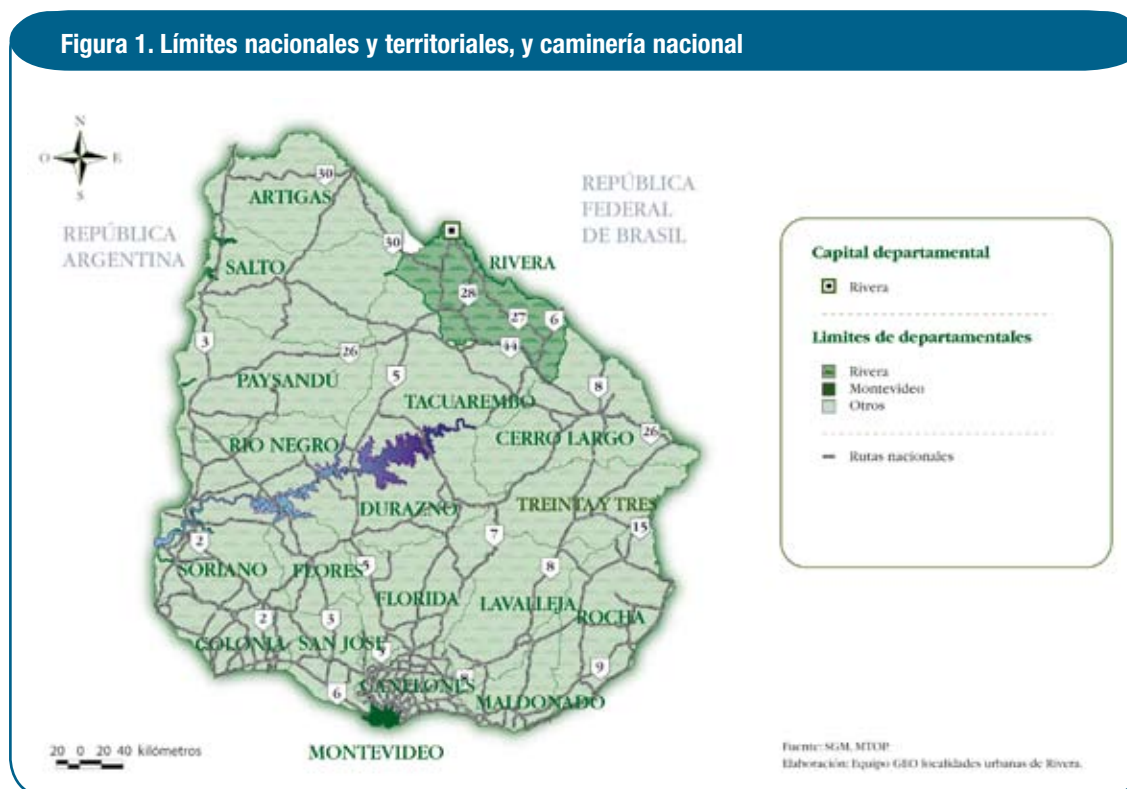 Figura 1. Límites nacionales y territoriales, y caminería nacional
N
O
E
S
REPÚBLICA
ARGENTINA
REPÚBLICA
FEDERAL
DE BRASIL
ARTIGAS
30
30
SALTO
RIVERA
28
27
6
3
26
44
5
PAYSANDÚ
8
TACUAREMBÓ
RÍO NEGRO
CERRO LARGO
26
DURAZNO
TREINTA Y TRES
2
7
15
SORIANO
FLORES
5
8
FLORIDA
LAVALLEJA
ROCHA
2
3
COLONIA
SAN JOSE
5
9
6
CANELONES
8
MALDONADO
MONTEVIDEO
20 0 20 40 kilómetros
Capital departamental
Rivera
Limites de departamentales
Rivera
Montevideo
Otros
Rutas nacionales
Fuente: SGM, MTOP.
Elaboración: Equipo GEO localidades urbanas de Rivera.